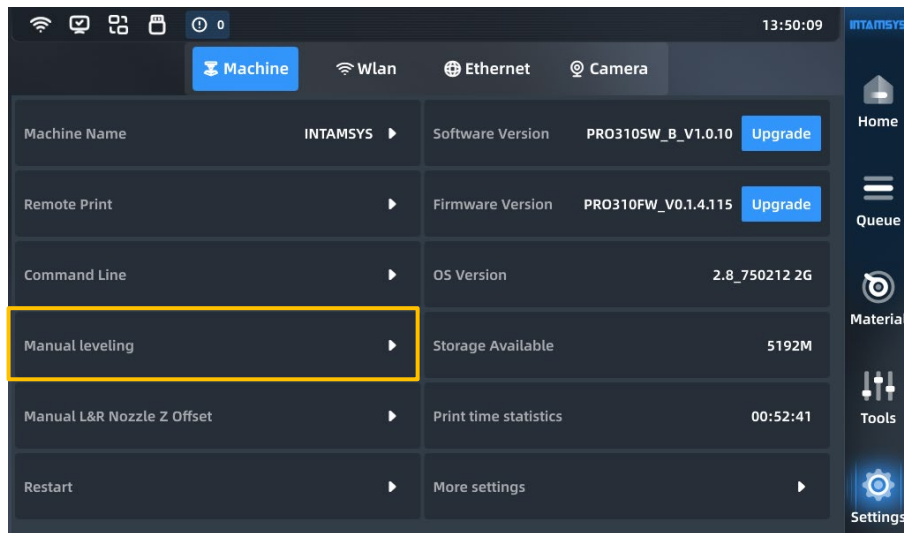 0
13:50:09
INTAMSYS
Machine
Wlan
Ethernet
Camera
Home
Machine Name INTAMSYS
Software Version PRO310SW_B_V1.0.10 Upgrade
Remote Print
Firmware Version PRO310FW_V0.1.4.115 Upgrade
Queue
Command Line
OS Version 2.8_750212 2G
Material
Manual leveling
Storage Available 5192M
Manual L&R Nozzle Z Offset
Print time statistics 00:52:41
Tools
Restart
More settings
Settings